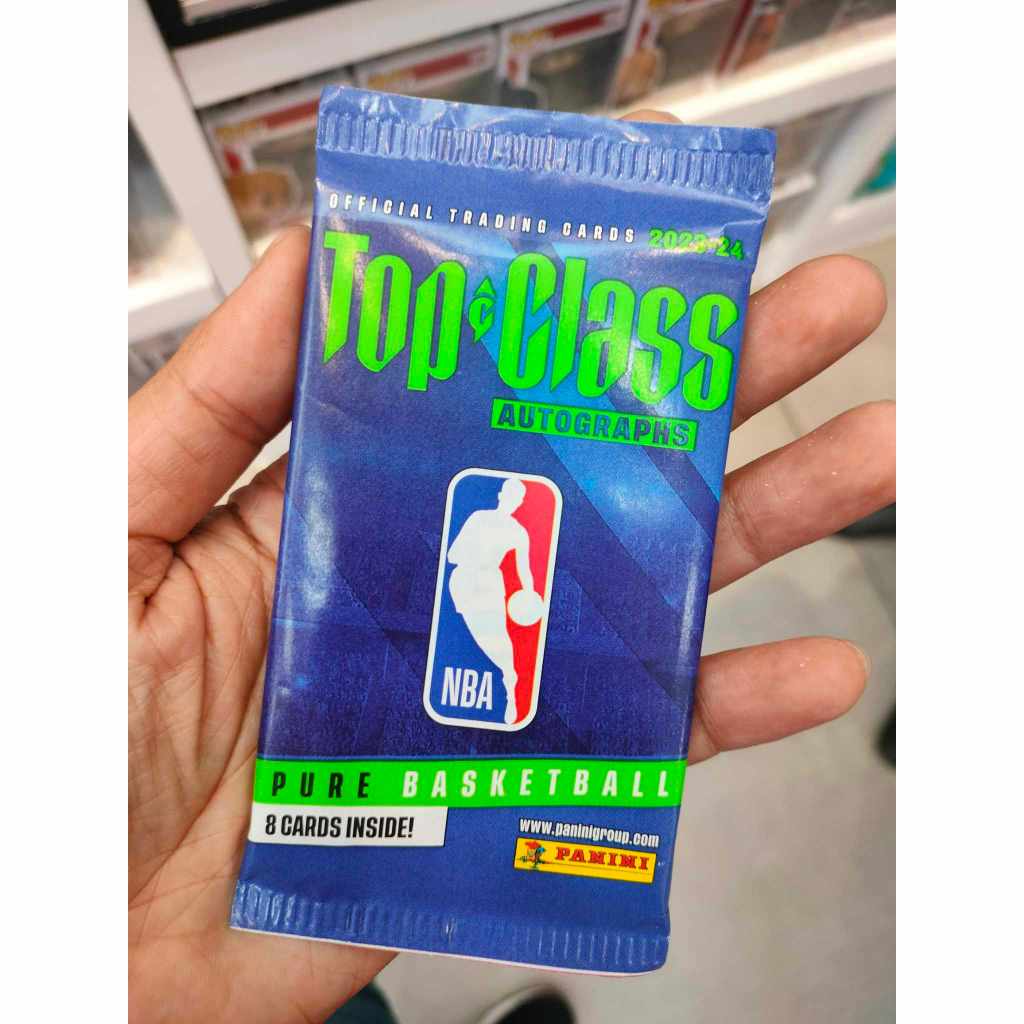 OFFICIAL TRADING CARDS 2023-24
Top Class
AUTOGRAPHS
NBA
PURE BASKETBALL
8 CARDS INSIDE!
www.paninigroup.com
PANINI